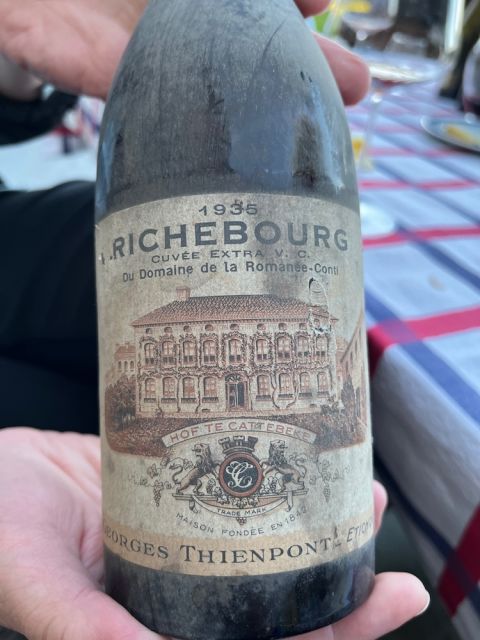 1935
RICHEBOURG
CUVÉE EXTRA V. C.
Du Domaine de la Romanée-Conti
HOF TE CATTEBEKE
TRADE MARK
MAISON FONDÉE EN 1842
GEORGES THIENPONT